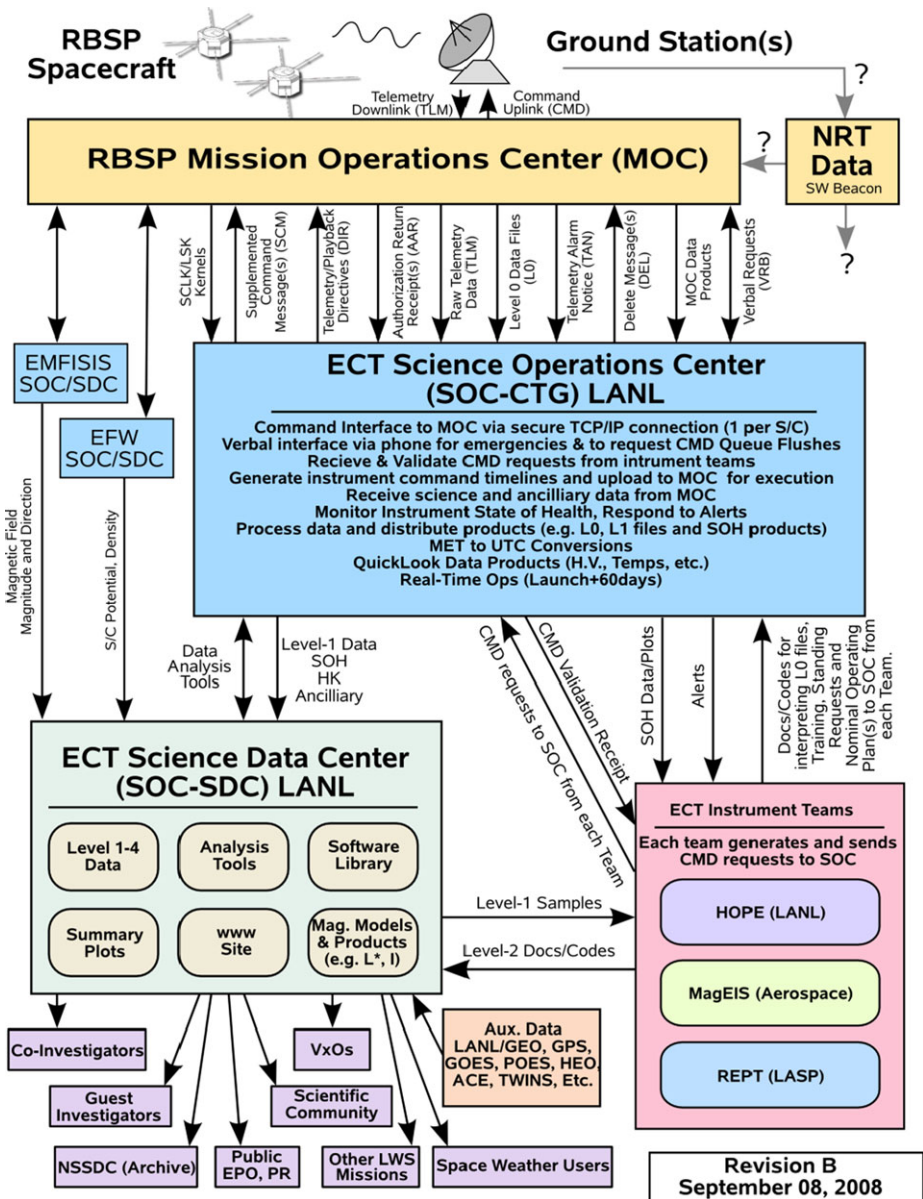 RBSP
Spacecraft
Ground Station(s)
Telemetry
Downlink (TLM)
Command
Uplink (CMD)
?
?
NRT
Data
SW Beacon
?
RBSP Mission Operations Center (MOC)
SCLK/LSK
Kernels
Supplemented
Command
Message(s) (SCM)
Telemetry/Playback
Directives (DIR)
Authorization Return
Receipt(s) (AAR)
Raw Telemetry
Data (TLM)
Level 0 Data Files
(L0)
Telemetry Alarm
Notice (TAN)
Delete Message(s)
(DEL)
MOC Data
Products
Verbal Requests
(VRB)
EMFISIS
SOC/SDC
EFW
SOC/SDC
ECT Science Operations Center
(SOC-CTG) LANL
Command Interface to MOC via secure TCP/IP connection (1 per S/C)
Verbal interface via phone for emergencies & to request CMD Queue Flushes
Recieve & Validate CMD requests from intrument teams
Generate instrument command timelines and upload to MOC for execution
Receive science and ancilliary data from MOC
Monitor Instrument State of Health, Respond to Alerts
Process data and distribute products (e.g. L0, L1 files and SOH products)
MET to UTC Conversions
QuickLook Data Products (H.V., Temps, etc.)
Real-Time Ops (Launch+60days)
Magnetic Field
Magnitude and Direction
S/C Potential, Density
Data
Analysis
Tools
Level-1 Data
SOH
HK
Ancilliary
CMD requests to SOC from each Team
CMD Validation Receipt
SOH Data/Plots
Alerts
Docs/Codes for
interpreting L0 files,
Training, Standing
Requests and
Nominal Operating
Plan(s) to SOC from
each Team.
ECT Science Data Center
(SOC-SDC) LANL
Level 1-4
Data
Analysis
Tools
Software
Library
Summary
Plots
www
Site
Mag. Models
& Products
(e.g. L*, I)
Level-1 Samples
Level-2 Docs/Codes
ECT Instrument Teams
Each team generates and sends
CMD requests to SOC
HOPE (LANL)
MagEIS (Aerospace)
REPT (LASP)
Co-Investigators
Guest
Investigators
NSSDC (Archive)
Public
EPO, PR
Scientific
Community
VxOs
Other LWS
Missions
Space Weather Users
Aux. Data
LANL/GEO, GPS,
GOES, POES, HEO,
ACE, TWINS, Etc.
Revision B
September 08, 2008